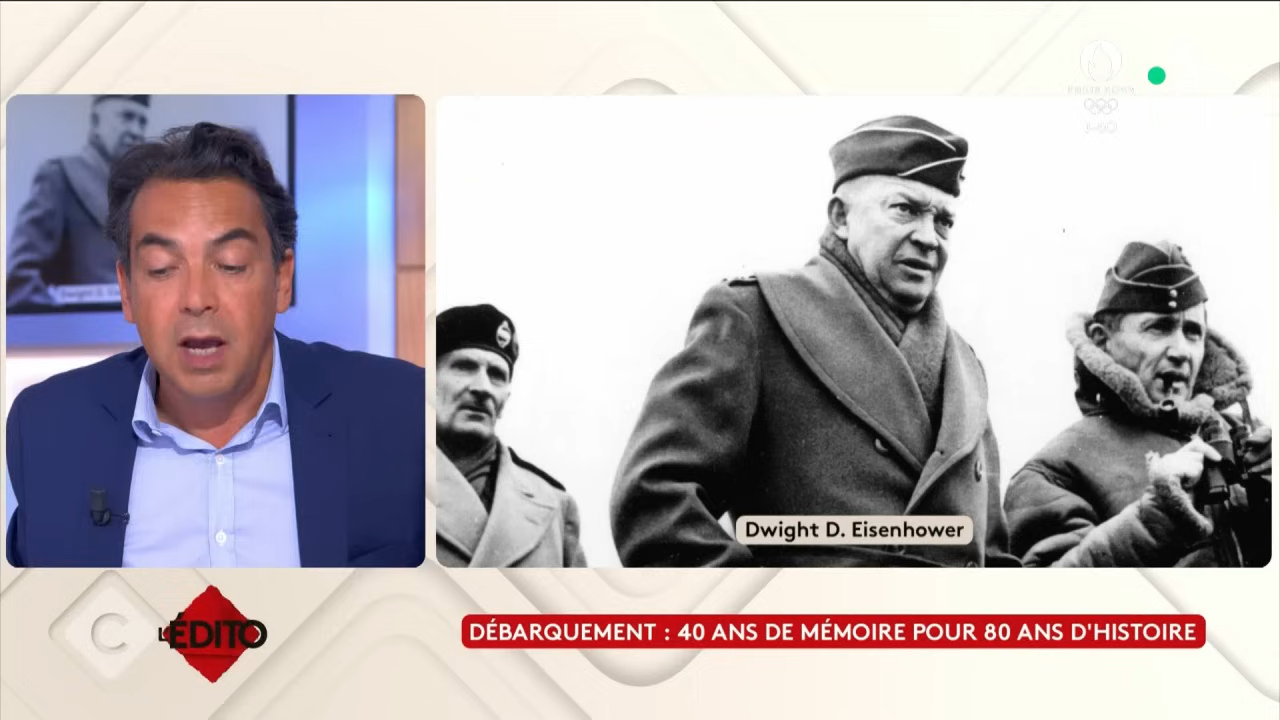 Dwight D. Eisenhower
C
L'ÉDITO
DÉBARQUEMENT : 40 ANS DE MÉMOIRE POUR 80 ANS D'HISTOIRE